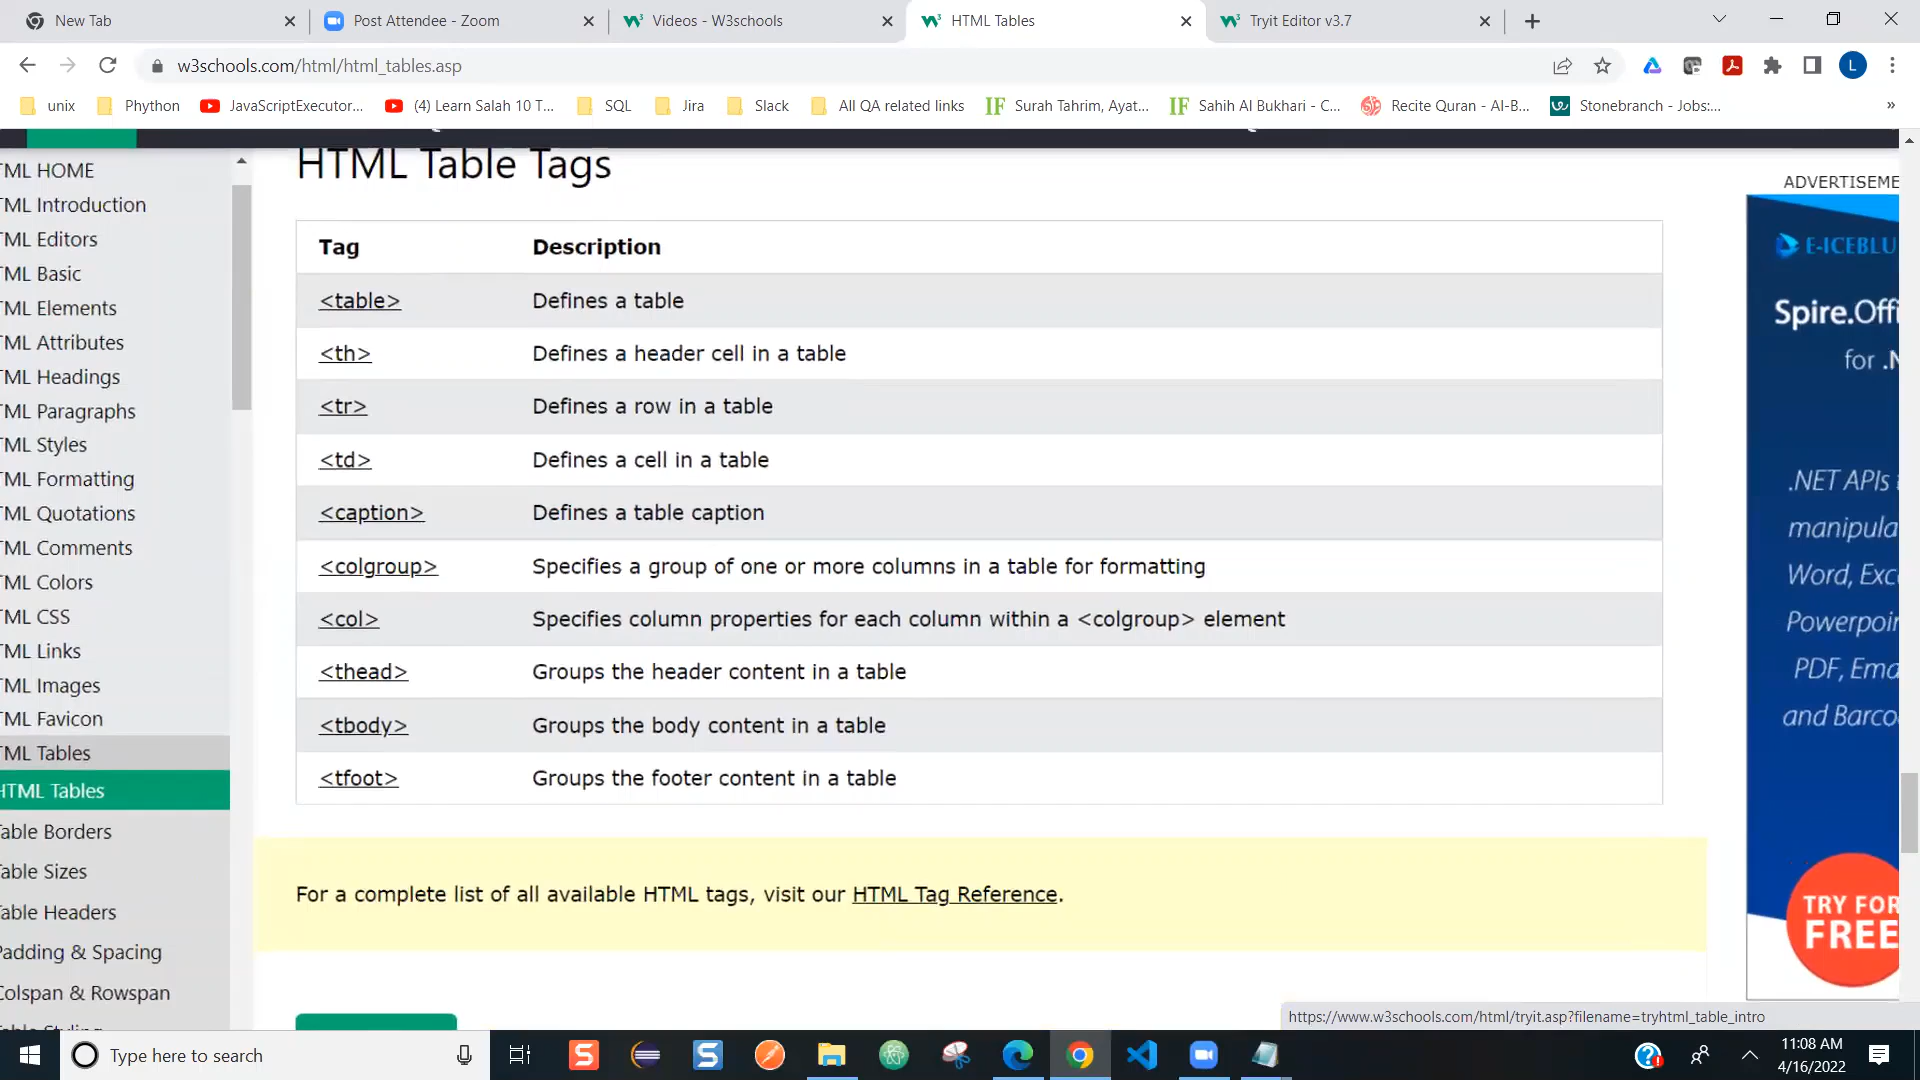 New Tab
Post Attendee - Zoom
Videos - W3schools
HTML Tables
Tryit Editor v3.7
w3schools.com/html/html_tables.asp
L
unix
Phython
JavaScriptExecutor...
(4) Learn Salah 10 T...
SQL
Jira
Slack
All QA related links
IF
Surah Tahrim, Ayat...
IF
Sahih Al Bukhari - C...
Recite Quran - Al-B...
Stonebranch - Jobs:...
»
TML HOME
TML Introduction
TML Editors
TML Basic
TML Elements
TML Attributes
TML Headings
TML Paragraphs
TML Styles
TML Formatting
TML Quotations
TML Comments
TML Colors
TML CSS
TML Links
TML Images
TML Favicon
TML Tables
HTML Tables
Table Borders
Table Sizes
Table Headers
Padding & Spacing
Colspan & Rowspan
Table Styling
HTML Table Tags
Tag Description
<table> Defines a table
<th> Defines a header cell in a table
<tr> Defines a row in a table
<td> Defines a cell in a table
<caption> Defines a table caption
<colgroup> Specifies a group of one or more columns in a table for formatting
<col> Specifies column properties for each column within a <colgroup> element
<thead> Groups the header content in a table
<tbody> Groups the body content in a table
<tfoot> Groups the footer content in a table
For a complete list of all available HTML tags, visit our HTML Tag Reference.
ADVERTISEME
E-ICEBLU
Spire.Offi
for .N
.NET APIs
manipula
Word, Exc
Powerpoin
PDF, Ema
and Barco
TRY FOR
FREE
https://www.w3schools.com/html/tryit.asp?filename=tryhtml_table_intro
Type here to search
11:08 AM
4/16/2022